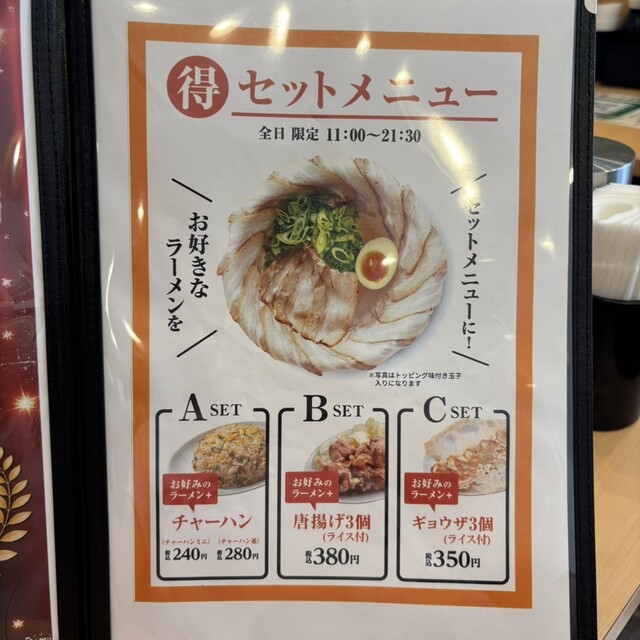 得 セットメニュー
全日 限定 11:00〜21:30
お好きな
ラーメンを
セットメニューに！
※写真はトッピング味付き玉子
入りになります
A SET
お好みの
ラーメン+
チャーハン
(チャーハンミニ) (チャーハン並)
税込240円 税込280円
B SET
お好みの
ラーメン+
唐揚げ3個
(ライス付)
税込380円
C SET
お好みの
ラーメン+
ギョウザ3個
(ライス付)
税込350円